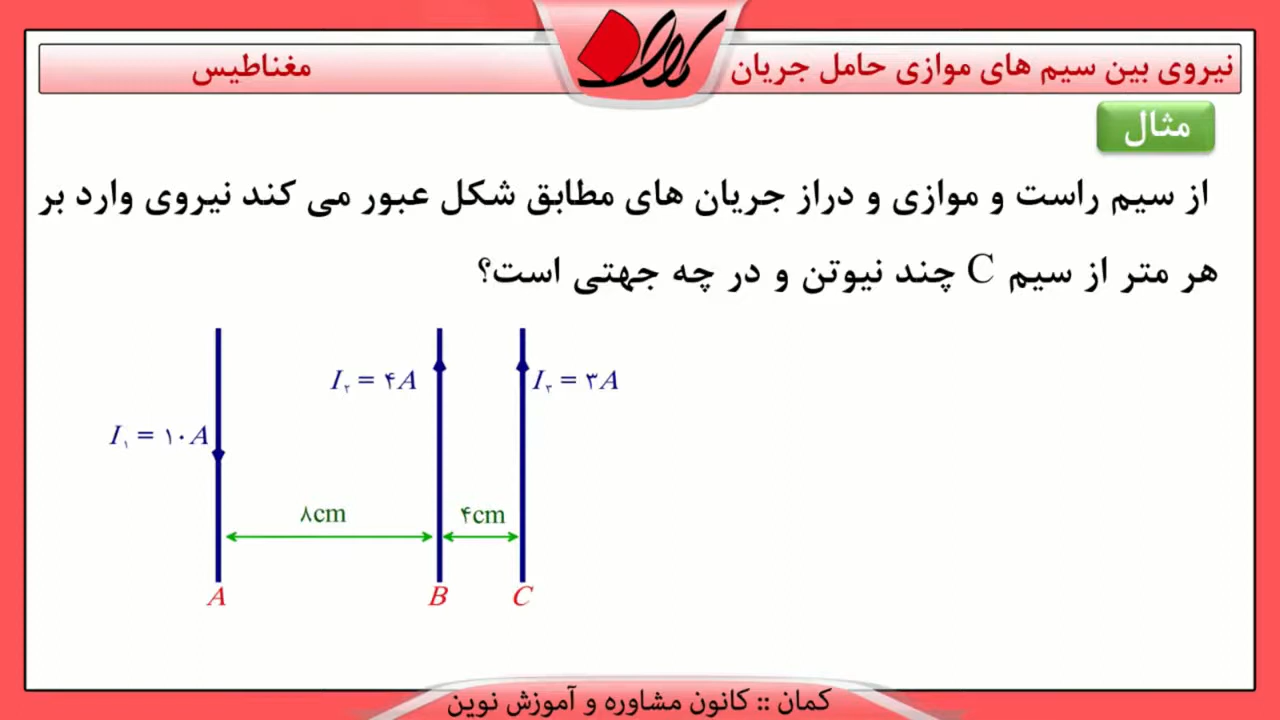 نیروی بین سیم های موازی حامل جریان
مغناطیس
مثال
از سیم راست و موازی و دراز جریان های مطابق شکل عبور می کند نیروی وارد بر
هر متر از سیم C چند نیوتن و در چه جهتی است؟
I۲ = ۴A
I۳ = ۳A
I۱ = ۱۰A
۸cm
۴cm
A
B
C
کمان :: کانون مشاوره و آموزش نوین